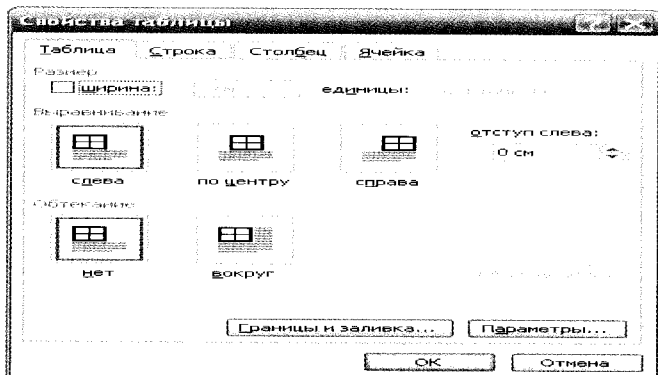 Свойства таблицы
Таблица Строка Столбец Ячейка
Размер
ширина: единицы:
Выравнивание
отступ слева:
0 см
слева по центру справа
Обтекание
нет вокруг
Границы и заливка... Параметры...
ОК Отмена